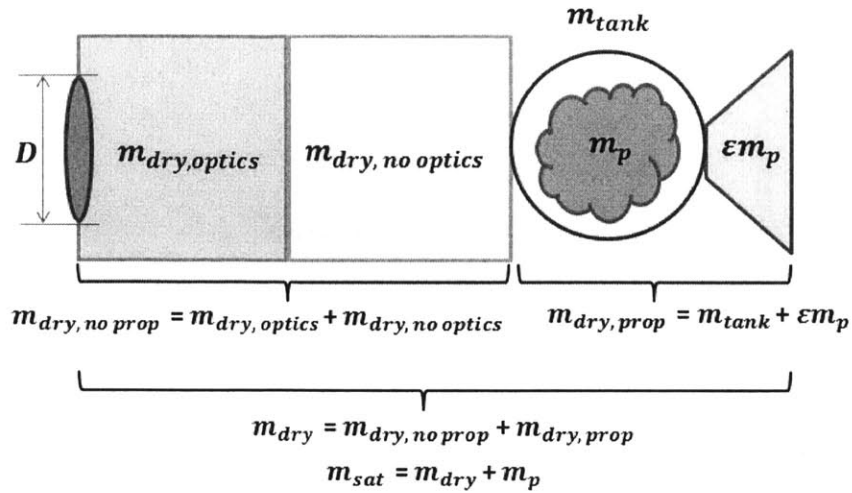 m_tank
D
m_dry,optics
m_dry, no optics
m_p
εm_p
m_dry, no prop = m_dry, optics + m_dry, no optics
m_dry,prop = m_tank + εm_p
m_dry = m_dry, no prop + m_dry,prop
m_sat = m_dry + m_p